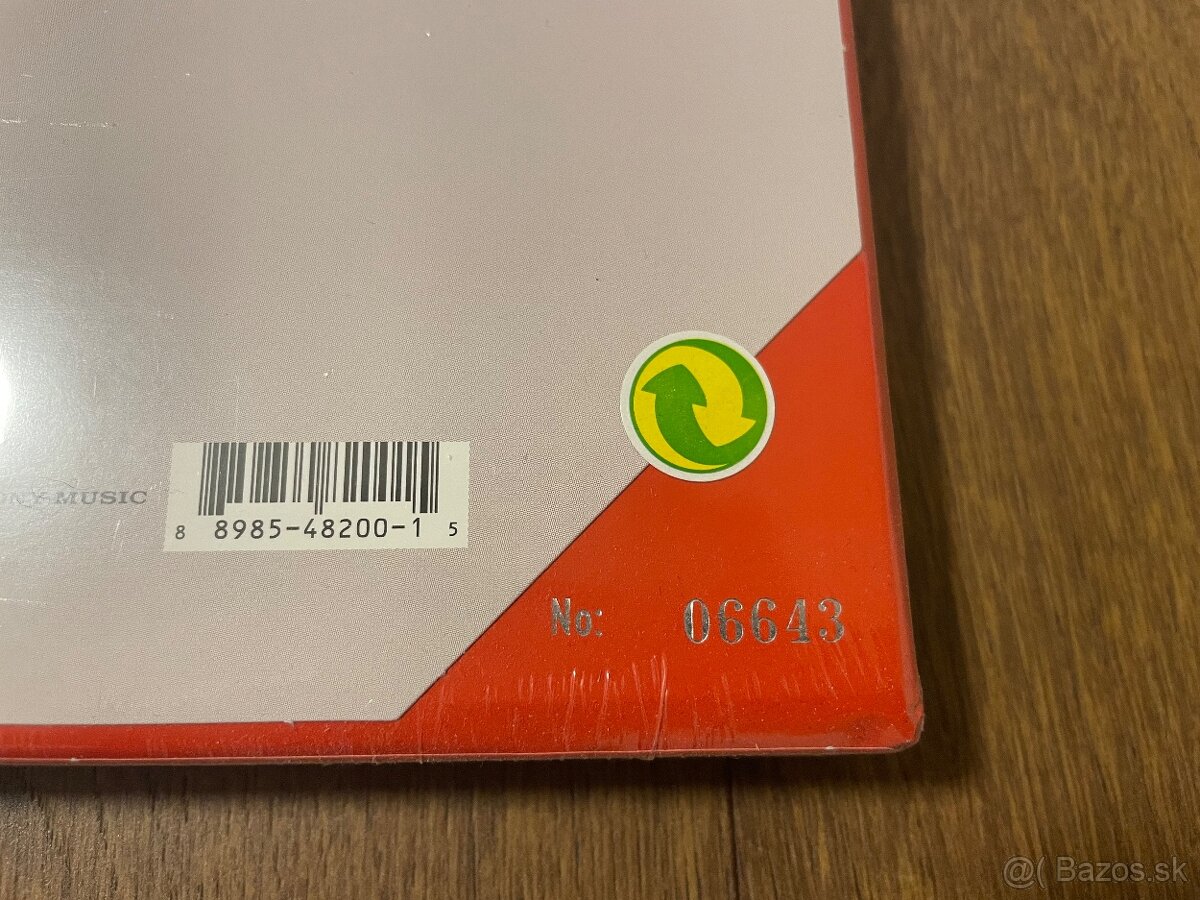 ONY MUSIC
8 8985-48200-1 5
No: 06643
@( Bazos.sk